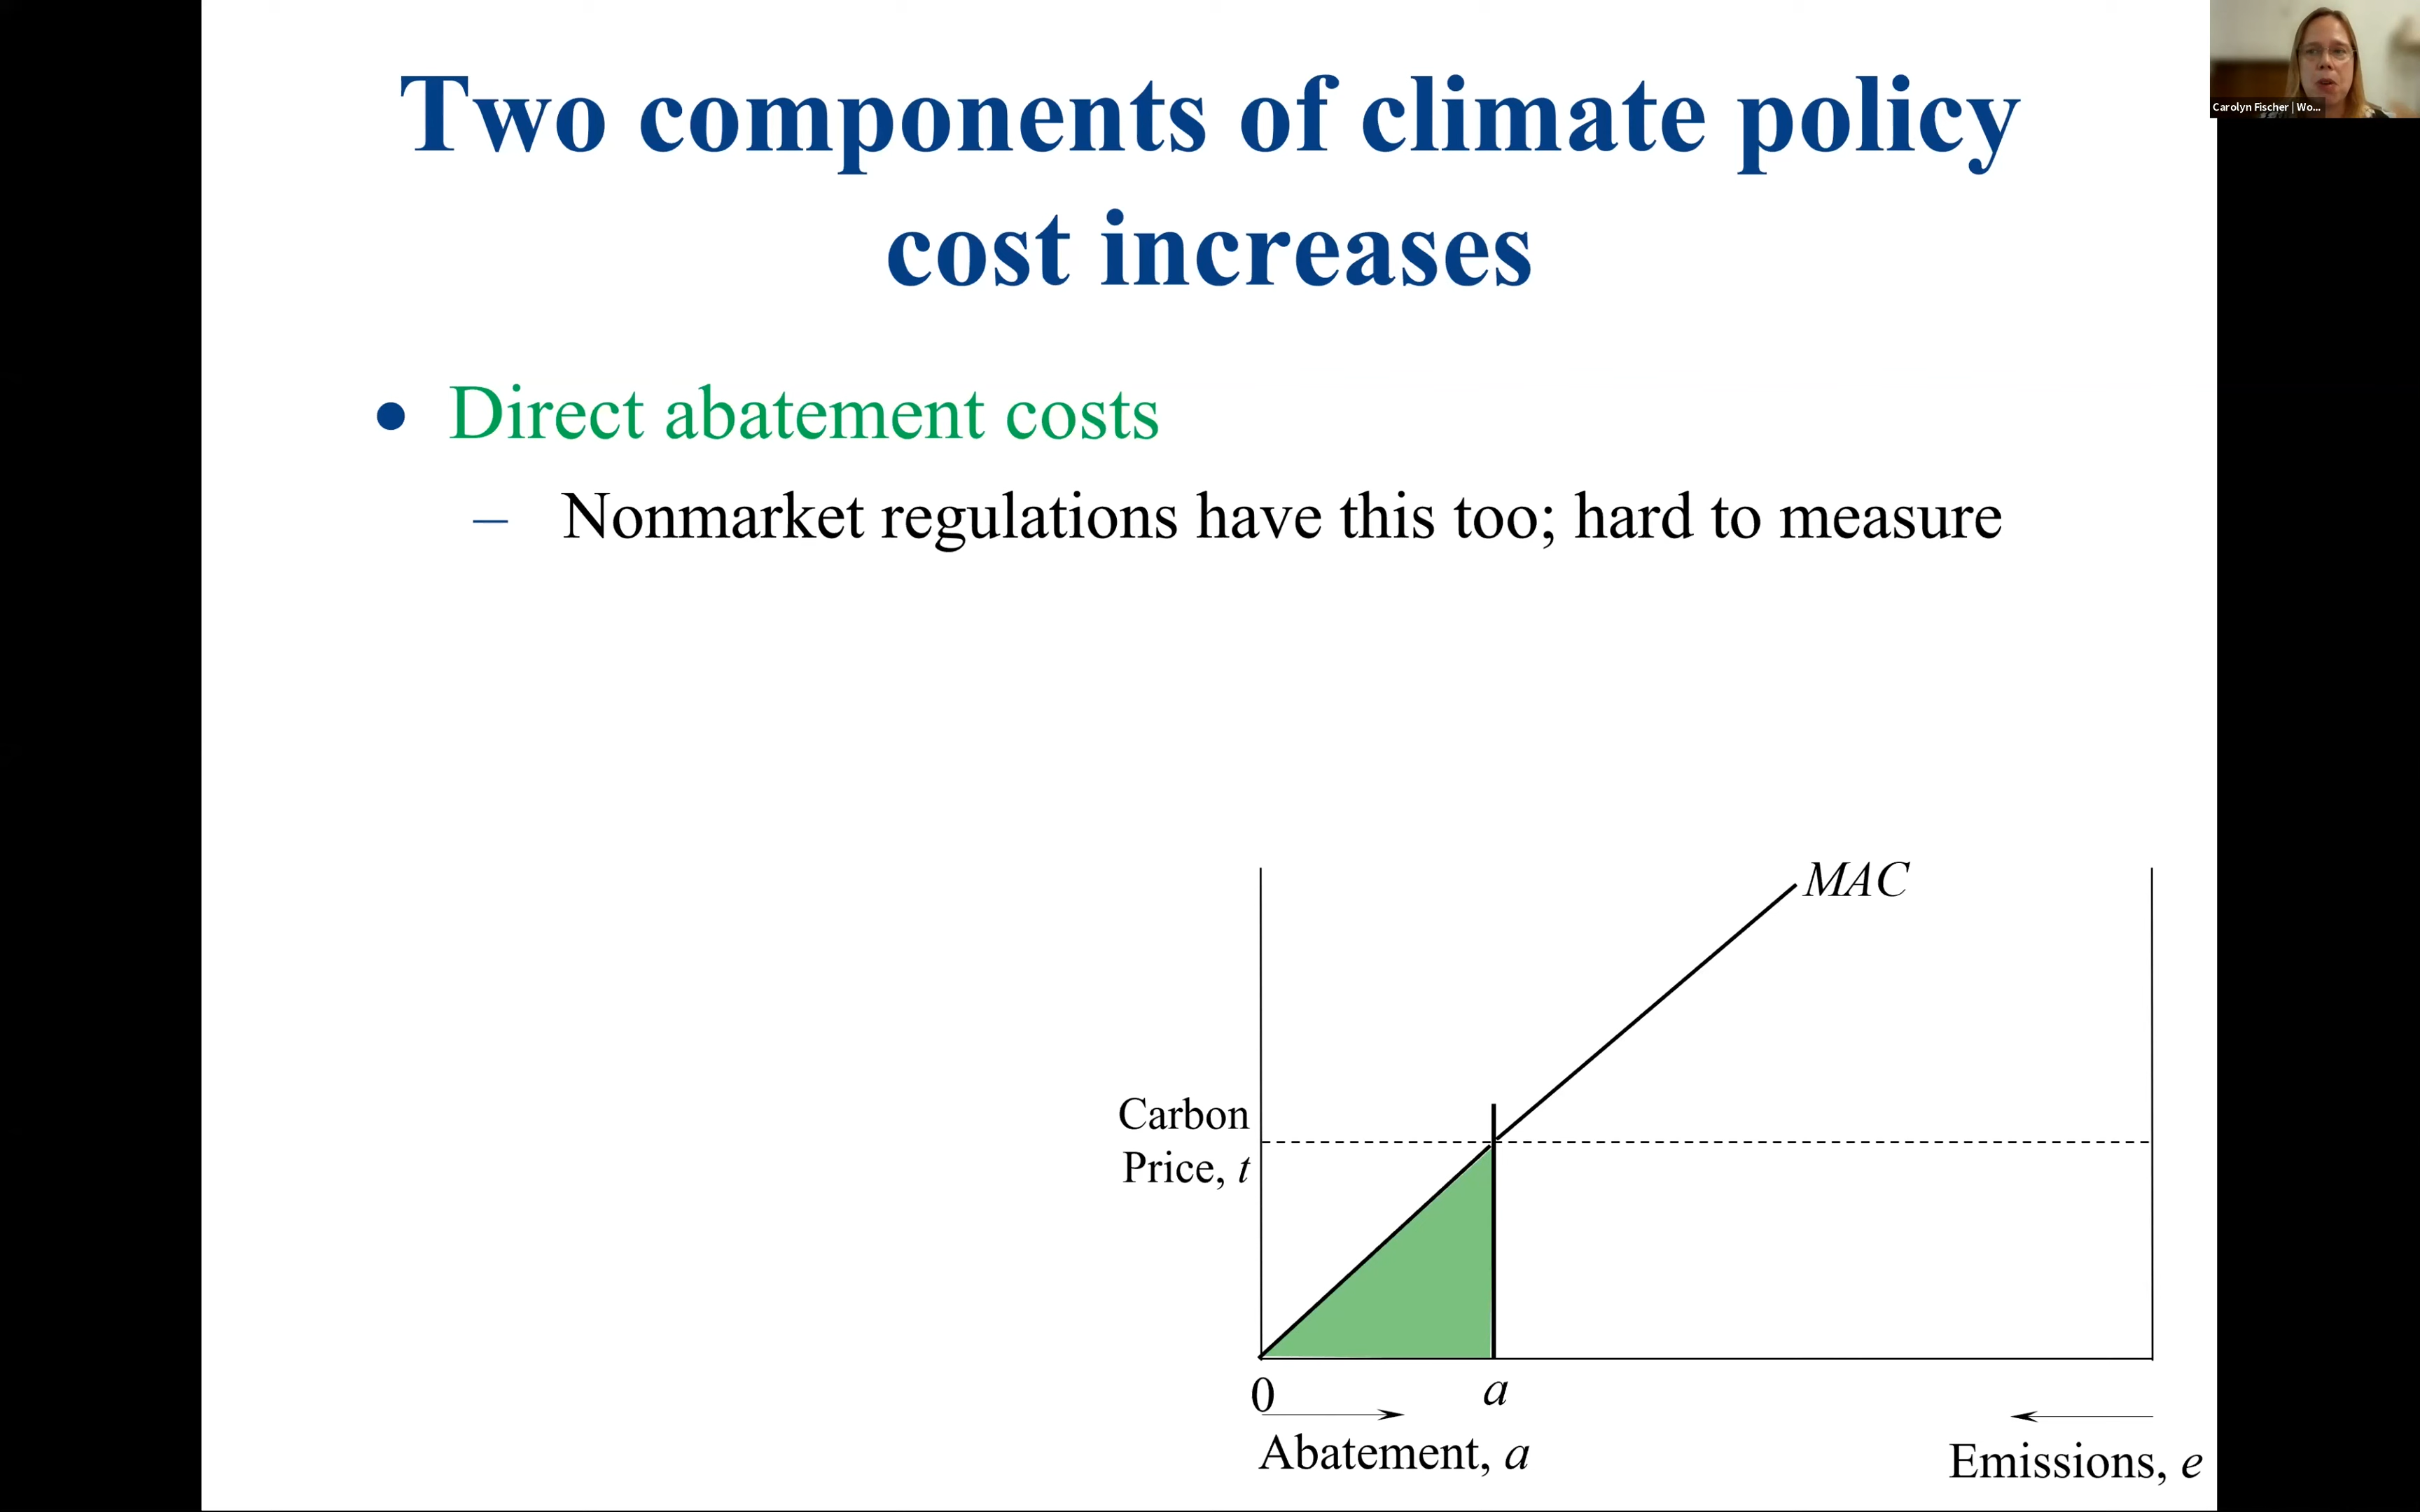 Two components of climate policy
cost increases
Carolyn Fischer | Wo...
• Direct abatement costs
– Nonmarket regulations have this too; hard to measure
MAC
Carbon
Price, t
0
a
Abatement, a
Emissions, e